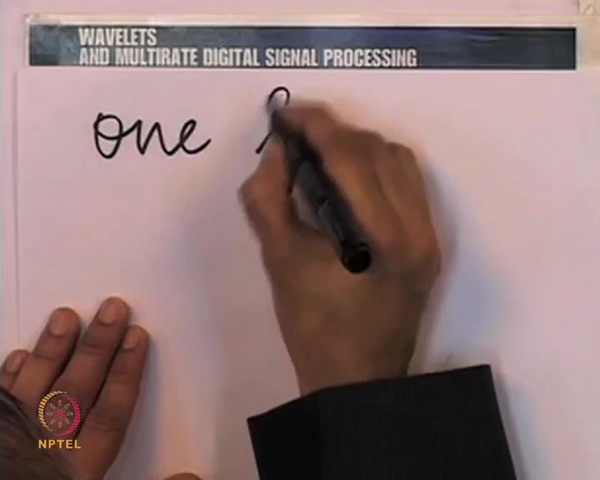 WAVELETS
AND MULTIRATE DIGITAL SIGNAL PROCESSING
one
NPTEL